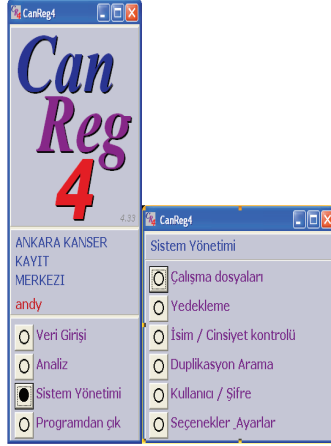 CanReg4
Can
Reg
4
4.33
ANKARA KANSER
KAYIT
MERKEZI
andy
Veri Girişi
Analiz
Sistem Yönetimi
Programdan çık
CanReg4
Sistem Yönetimi
Çalışma dosyaları
Yedekleme
İsim / Cinsiyet kontrolü
Duplikasyon Arama
Kullanıcı / Şifre
Seçenekler _Ayarlar